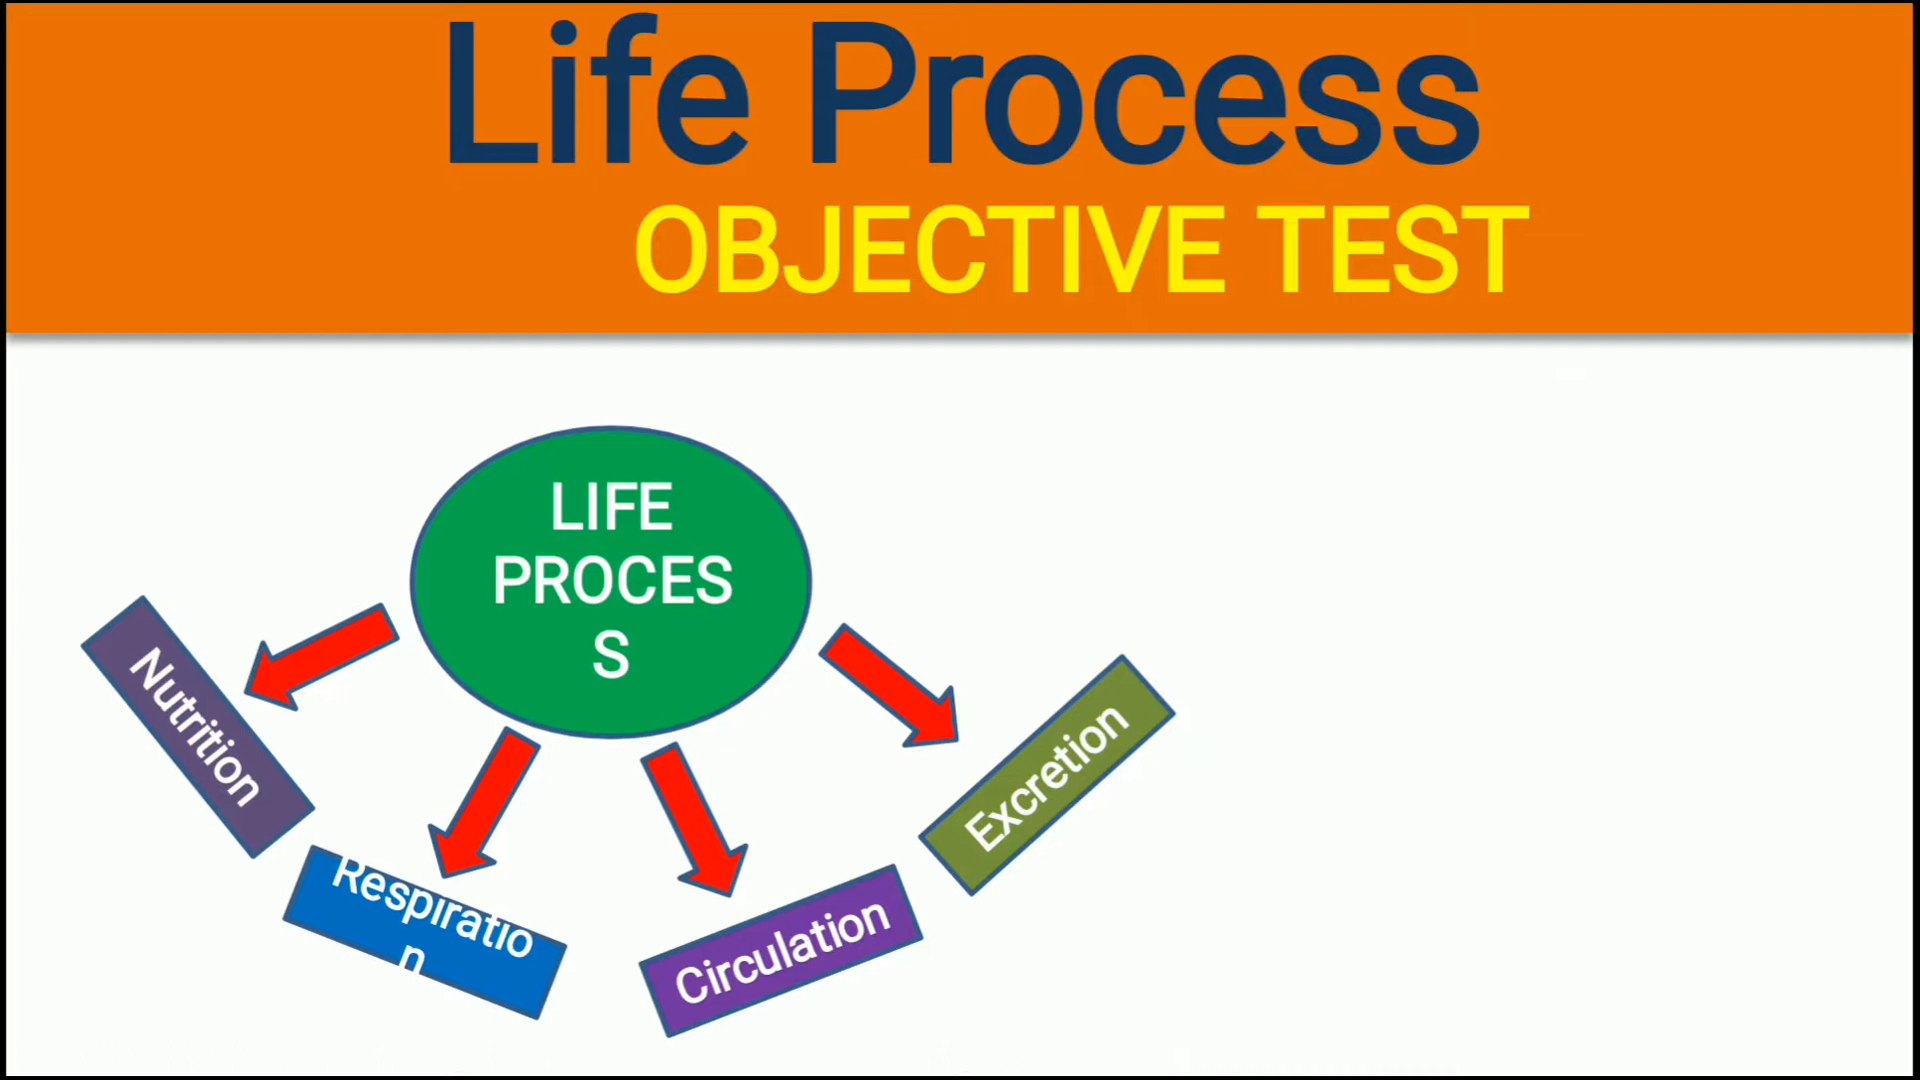 Life Process
OBJECTIVE TEST
LIFE
PROCES
S
Nutrition
Respiratio
n
Circulation
Excretion